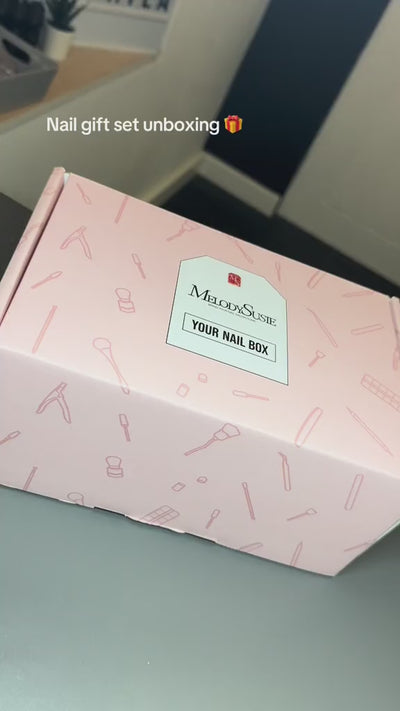 Nail gift set unboxing 🎁
MELODYSUSIE
YOUR NAIL BOX